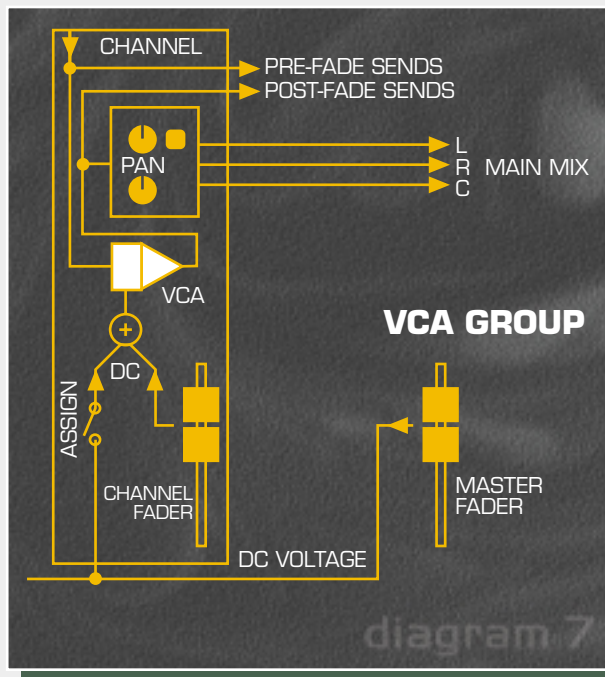 CHANNEL
PRE-FADE SENDS
POST-FADE SENDS
PAN
L
R MAIN MIX
C
VCA
VCA GROUP
DC
ASSIGN
CHANNEL
FADER
MASTER
FADER
DC VOLTAGE
diagram 7